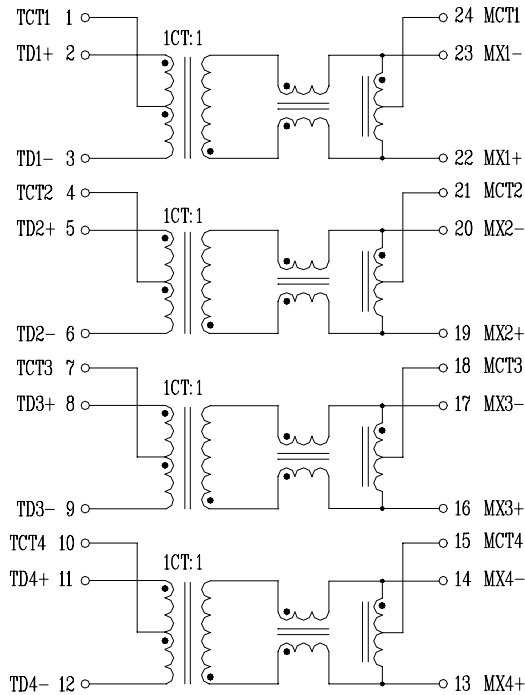 TCT1 1 24 MCT1
1CT:1
TD1+ 2 23 MX1-
TD1- 3 22 MX1+
TCT2 4 21 MCT2
1CT:1
TD2+ 5 20 MX2-
TD2- 6 19 MX2+
TCT3 7 18 MCT3
1CT:1
TD3+ 8 17 MX3-
TD3- 9 16 MX3+
TCT4 10 15 MCT4
1CT:1
TD4+ 11 14 MX4-
TD4- 12 13 MX4+